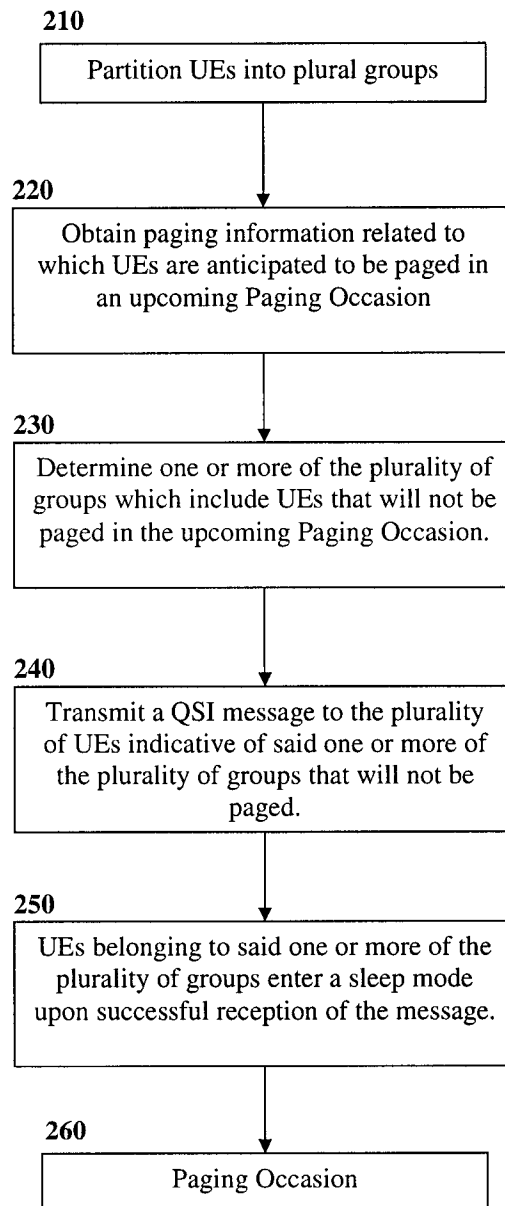 210
Partition UEs into plural groups
220
Obtain paging information related to
which UEs are anticipated to be paged in
an upcoming Paging Occasion
230
Determine one or more of the plurality of
groups which include UEs that will not be
paged in the upcoming Paging Occasion.
240
Transmit a QSI message to the plurality
of UEs indicative of said one or more of
the plurality of groups that will not be
paged.
250
UEs belonging to said one or more of the
plurality of groups enter a sleep mode
upon successful reception of the message.
260
Paging Occasion